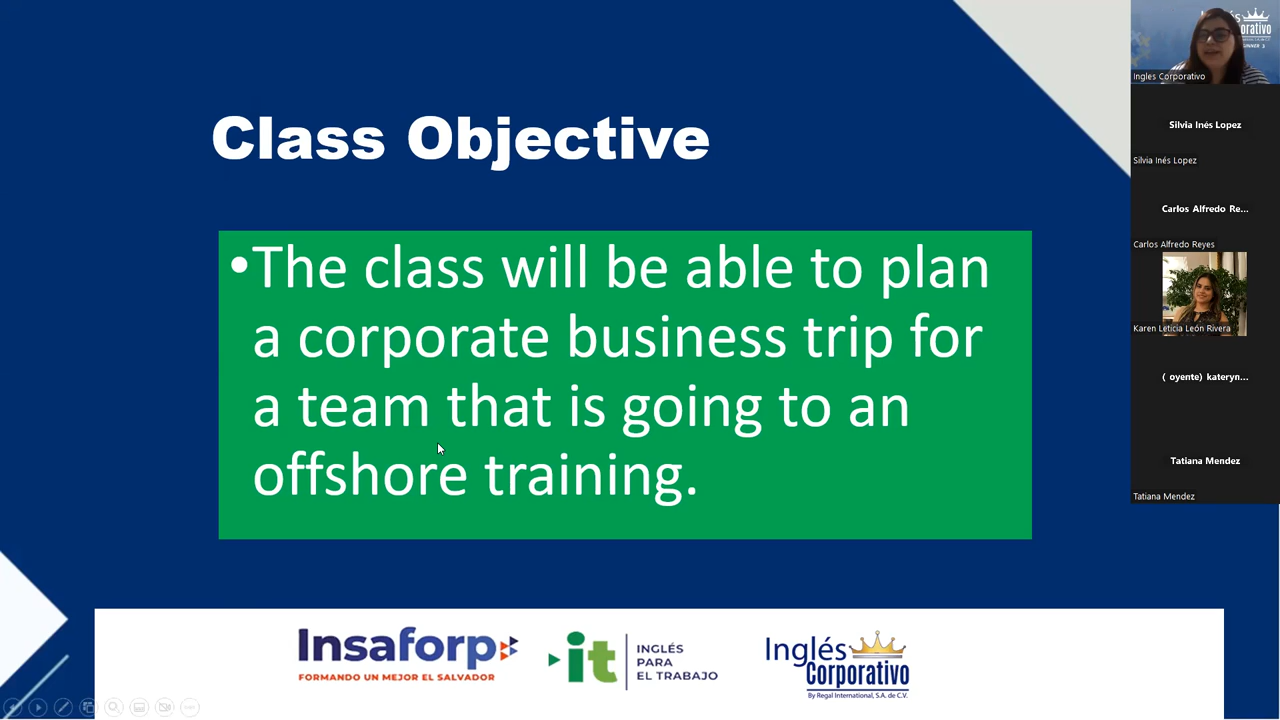 Class Objective
•The class will be able to plan
a corporate business trip for
a team that is going to an
offshore training.
Insaforp
FORMANDO UN MEJOR EL SALVADOR
it
INGLÉS
PARA
EL TRABAJO
Inglés
Corporativo
By Regal International, S.A. de C.V.
Ingles Corporativo
Silvia Inés Lopez
Silvia Inés Lopez
Carlos Alfredo Re...
Carlos Alfredo Reyes
Karen Leticia León Rivera
( oyente) kateryn...
Tatiana Mendez
Tatiana Mendez